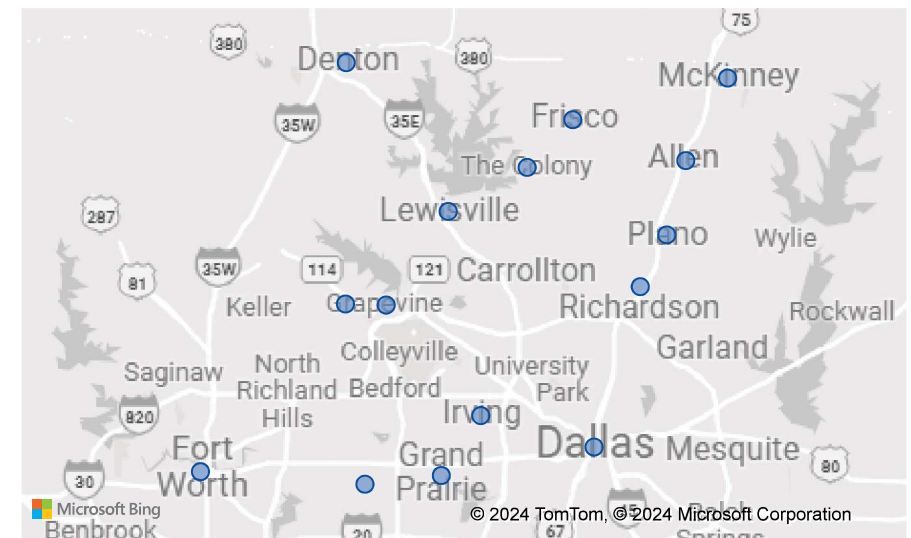 75
380
Denton
380
McKinney
35W
35E
Frisco
The Colony
Allen
287
Lewisville
Plano
Wylie
35W
114
121
Carrollton
81
Keller
Grapevine
Richardson
Rockwall
Colleyville
Garland
Saginaw
North
Richland
Hills
Bedford
University
Park
820
Irving
Fort
Worth
Grand
Prairie
Dallas
Mesquite
80
30
Microsoft Bing
© 2024 TomTom, © 2024 Microsoft Corporation
Benbrook
20
67
Springs